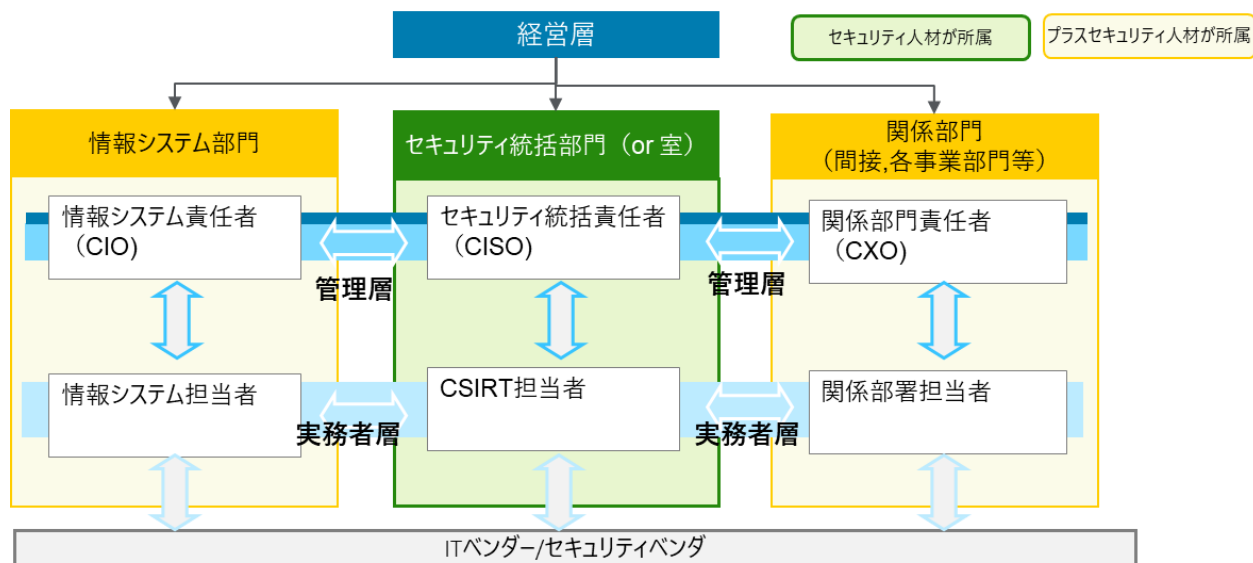 経営層
セキュリティ人材が所属
プラスセキュリティ人材が所属
情報システム部門
セキュリティ統括部門（or 室）
関係部門
（間接,各事業部門等）
情報システム責任者
（CIO)
セキュリティ統括責任者
（CISO)
関係部門責任者
（CXO)
管理層
管理層
情報システム担当者
CSIRT担当者
関係部署担当者
実務者層
実務者層
ITベンダー/セキュリティベンダ